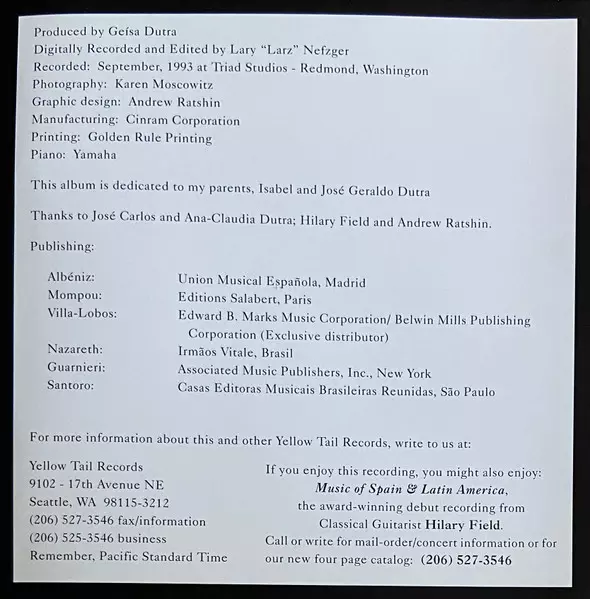 Produced by Geísa Dutra
Digitally Recorded and Edited by Lary “Larz” Nefzger
Recorded: September, 1993 at Triad Studios - Redmond, Washington
Photography: Karen Moscowitz
Graphic design: Andrew Ratshin
Manufacturing: Cinram Corporation
Printing: Golden Rule Printing
Piano: Yamaha
This album is dedicated to my parents, Isabel and José Geraldo Dutra
Thanks to José Carlos and Ana-Claudia Dutra; Hilary Field and Andrew Ratshin.
Publishing:
Albéniz: Union Musical Española, Madrid
Mompou: Editions Salabert, Paris
Villa-Lobos: Edward B. Marks Music Corporation/ Belwin Mills Publishing
Corporation (Exclusive distributor)
Nazareth: Irmãos Vitale, Brasil
Guarnieri: Associated Music Publishers, Inc., New York
Santoro: Casas Editoras Musicais Brasileiras Reunidas, São Paulo
For more information about this and other Yellow Tail Records, write to us at:
Yellow Tail Records
9102 - 17th Avenue NE
Seattle, WA 98115-3212
(206) 527-3546 fax/information
(206) 525-3546 business
Remember, Pacific Standard Time
If you enjoy this recording, you might also enjoy:
Music of Spain & Latin America,
the award-winning debut recording from
Classical Guitarist Hilary Field.
Call or write for mail-order/concert information or for
our new four page catalog: (206) 527-3546